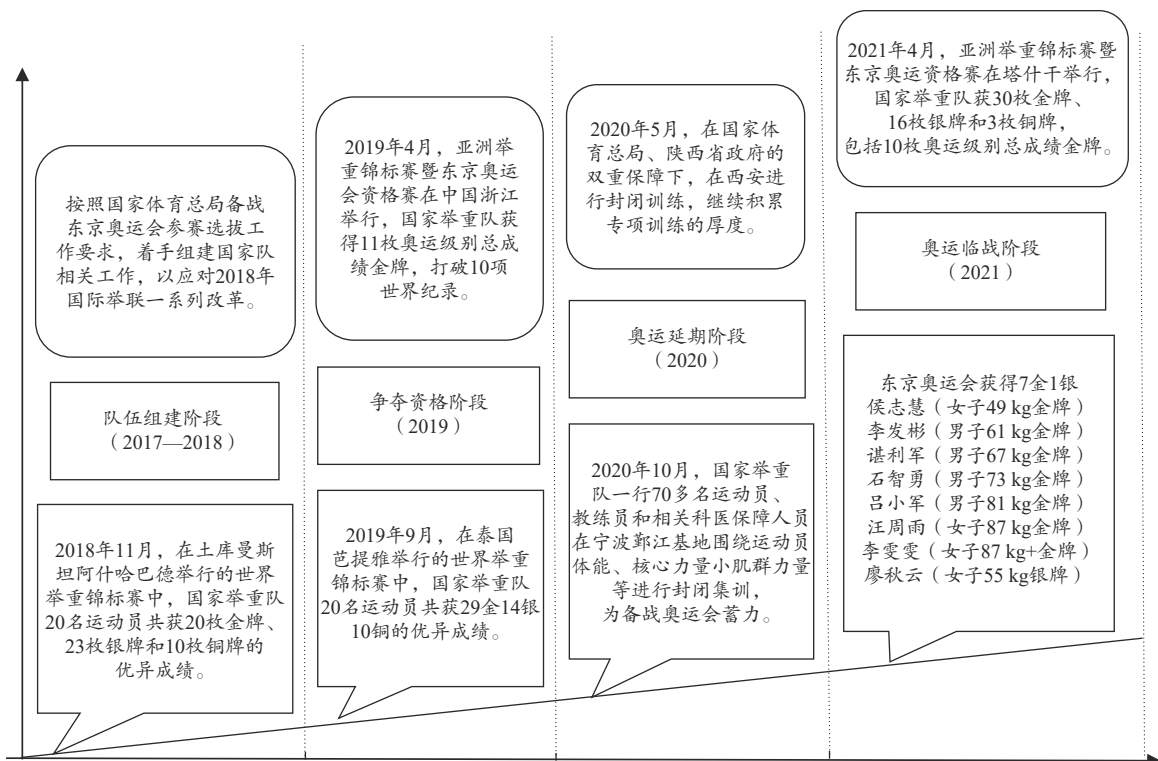 按照国家体育总局备战
东京奥运会参赛选拔工
作要求，着手组建国家队
相关工作，以应对2018年
国际举联一系列改革。
队伍组建阶段
（2017—2018）
2018年11月，在土库曼斯
坦阿什哈巴德举行的世界
举重锦标赛中，国家举重队
20名运动员共获20枚金牌、
23枚银牌和10枚铜牌的
优异成绩。
2019年4月，亚洲举
重锦标赛暨东京奥运
会资格赛在中国浙江
举行，国家举重队获
得11枚奥运级别总成
绩金牌，打破10项
世界纪录。
争夺资格阶段
（2019）
2019年9月，在泰国
芭提雅举行的世界举重
锦标赛中，国家举重队
20名运动员共获29金14银
10铜的优异成绩。
2020年5月，在国家体
育总局、陕西省政府的
双重保障下，在西安进
行封闭训练，继续积累
专项训练的厚度。
奥运延期阶段
（2020）
2020年10月，国家举重
队一行70多名运动员、
教练员和相关科医保障人员
在宁波鄞江基地围绕运动员
体能、核心力量小肌群力量
等进行封闭集训，
为备战奥运会蓄力。
2021年4月，亚洲举重锦标赛暨
东京奥运资格赛在塔什干举行，
国家举重队获30枚金牌、
16枚银牌和3枚铜牌，
包括10枚奥运级别总成绩金牌。
奥运临战阶段
（2021）
东京奥运会获得7金1银
侯志慧（女子49 kg金牌）
李发彬（男子61 kg金牌）
谌利军（男子67 kg金牌）
石智勇（男子73 kg金牌）
吕小军（男子81 kg金牌）
汪周雨（女子87 kg金牌）
李雯雯（女子87 kg+金牌）
廖秋云（女子55 kg银牌）